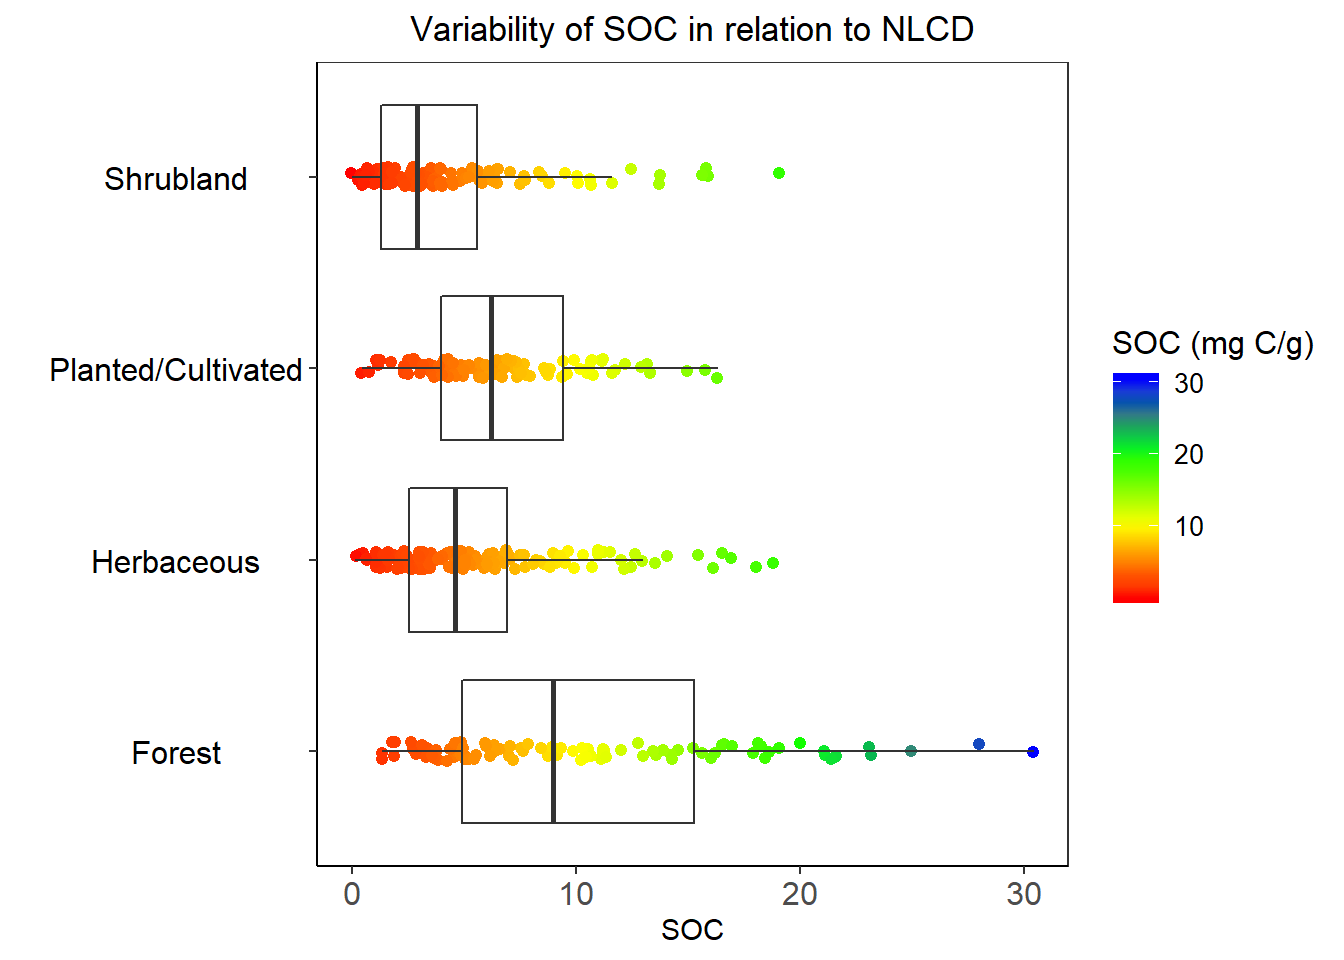 Variability of SOC in relation to NLCD
Shrubland
Planted/Cultivated
Herbaceous
Forest
0 10 20 30
SOC
SOC (mg C/g)
30
20
10